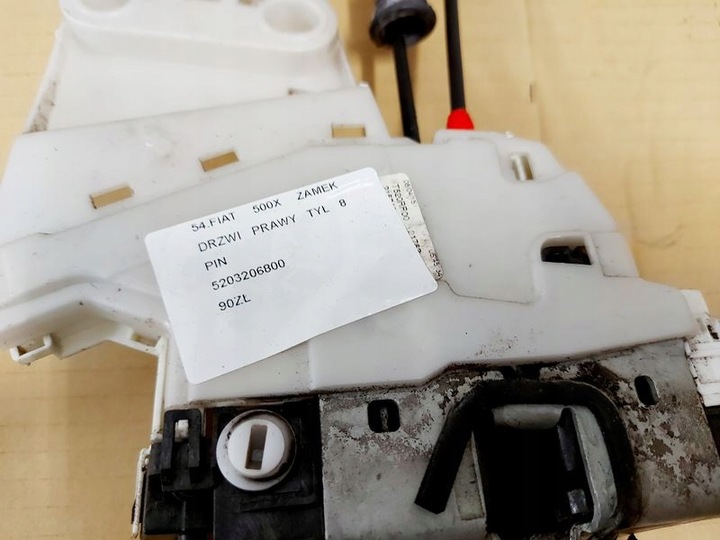 54.FIAT 500X ZAMEK
DRZWI PRAWY TYL 8
PIN
5203206800
90ZL